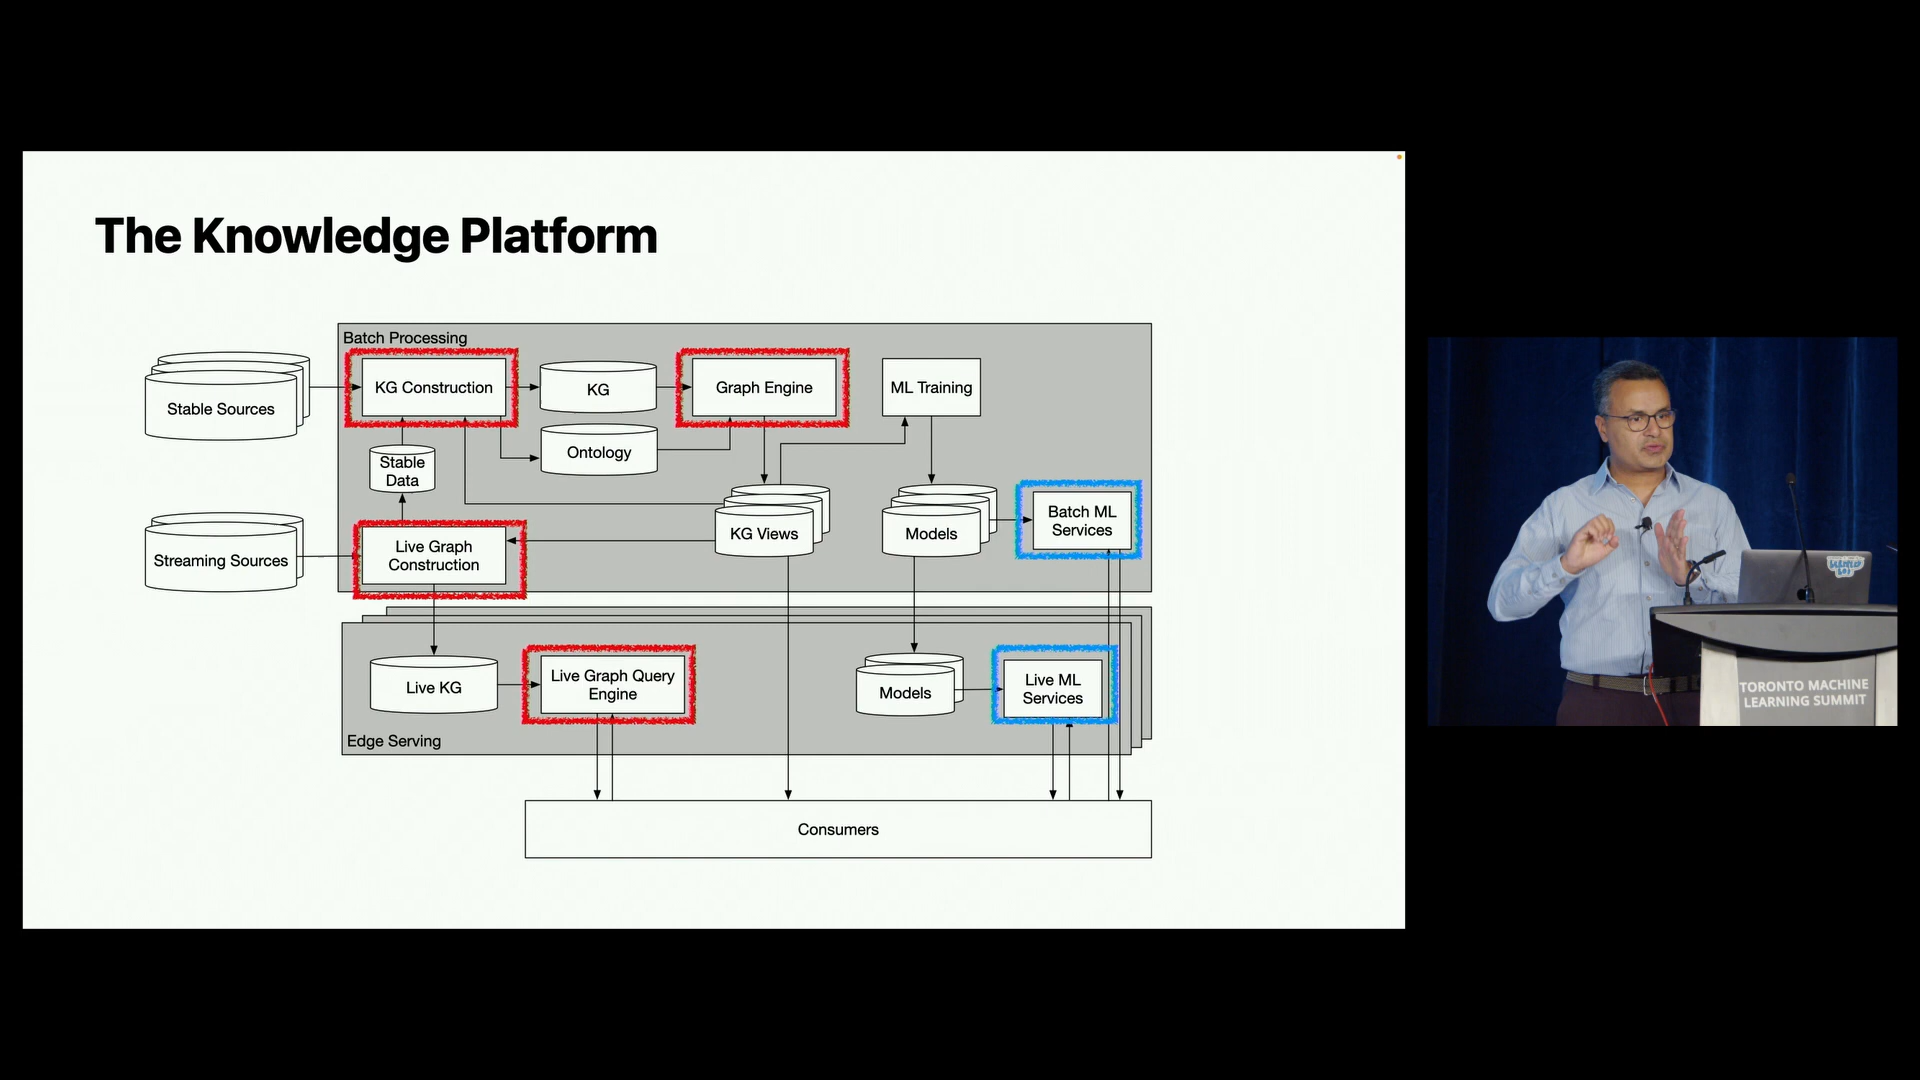 The Knowledge Platform
Batch Processing
Stable Sources
KG Construction
KG
Graph Engine
ML Training
Ontology
Stable
Data
KG Views
Models
Batch ML
Services
Streaming Sources
Live Graph
Construction
Live KG
Live Graph Query
Engine
Models
Live ML
Services
Edge Serving
Consumers
TORONTO MACHINE
LEARNING SUMMIT